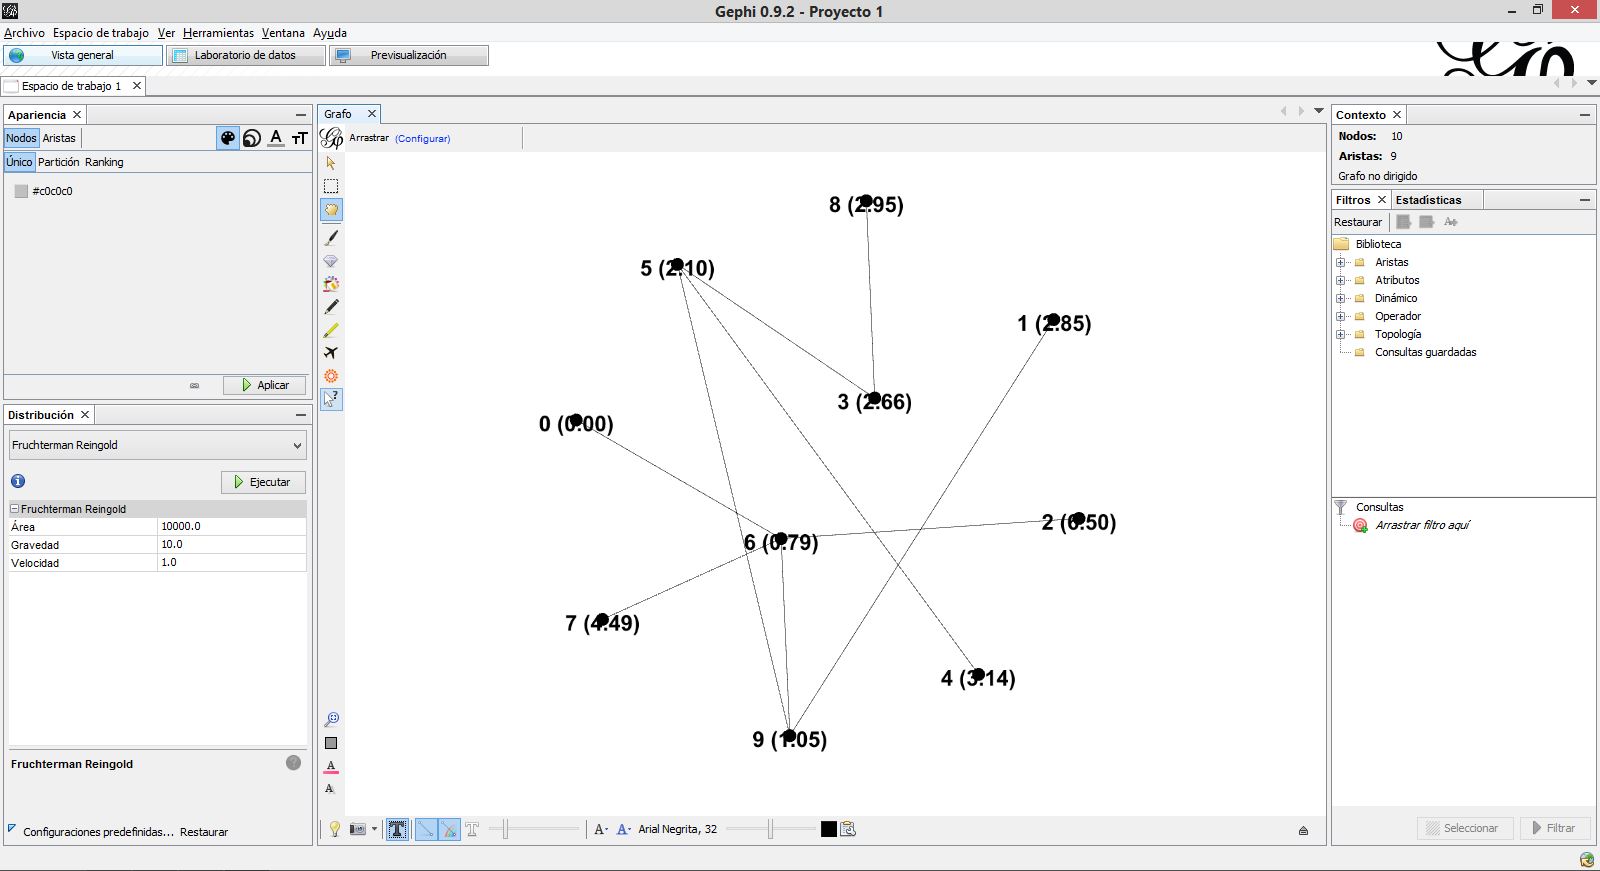 Gephi 0.9.2 - Proyecto 1
Archivo Espacio de trabajo Ver Herramientas Ventana Ayuda
Vista general Laboratorio de datos Previsualización
Espacio de trabajo 1
Apariencia
Nodos Aristas
Único Partición Ranking
#c0c0c0
Aplicar
Distribución
Fruchterman Reingold
Ejecutar
Fruchterman Reingold
Área 10000.0
Gravedad 10.0
Velocidad 1.0
Fruchterman Reingold
Configuraciones predefinidas... Restaurar
Grafo
Arrastrar (Configurar)
8 (2.95)
5 (2.10)
1 (2.85)
3 (2.66)
0 (0.00)
2 (6.50)
6 (0.79)
7 (4.49)
4 (3.14)
9 (1.05)
Arial Negrita, 32
Contexto
Nodos: 10
Aristas: 9
Grafo no dirigido
Filtros Estadísticas
Restaurar
Biblioteca
Aristas
Atributos
Dinámico
Operador
Topología
Consultas guardadas
Consultas
Arrastrar filtro aquí
Seleccionar Filtrar